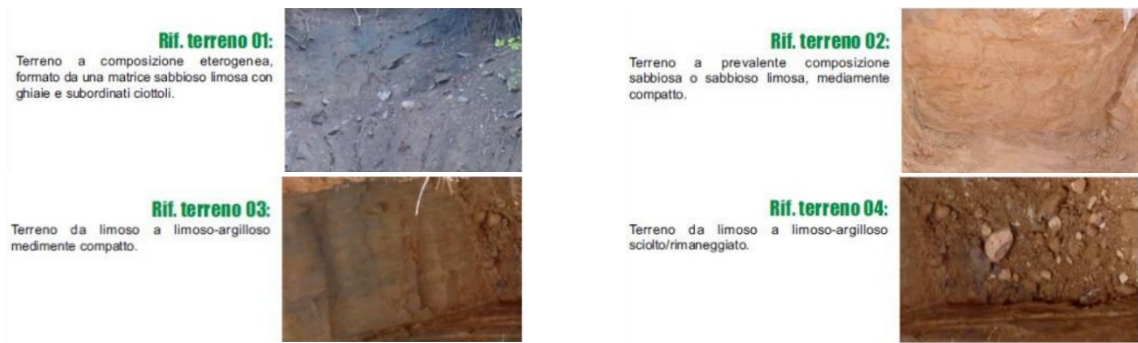 Rif. terreno 01:
Terreno a composizione eterogenea,
formato da una matrice sabbioso limosa con
ghiaie e subordinati ciottoli.
Rif. terreno 02:
Terreno a prevalente composizione
sabbiosa o sabbioso limosa, mediamente
compatto.
Rif. terreno 03:
Terreno da limoso a limoso-argilloso
medimente compatto.
Rif. terreno 04:
Terreno da limoso a limoso-argilloso
sciolto/rimaneggiato.